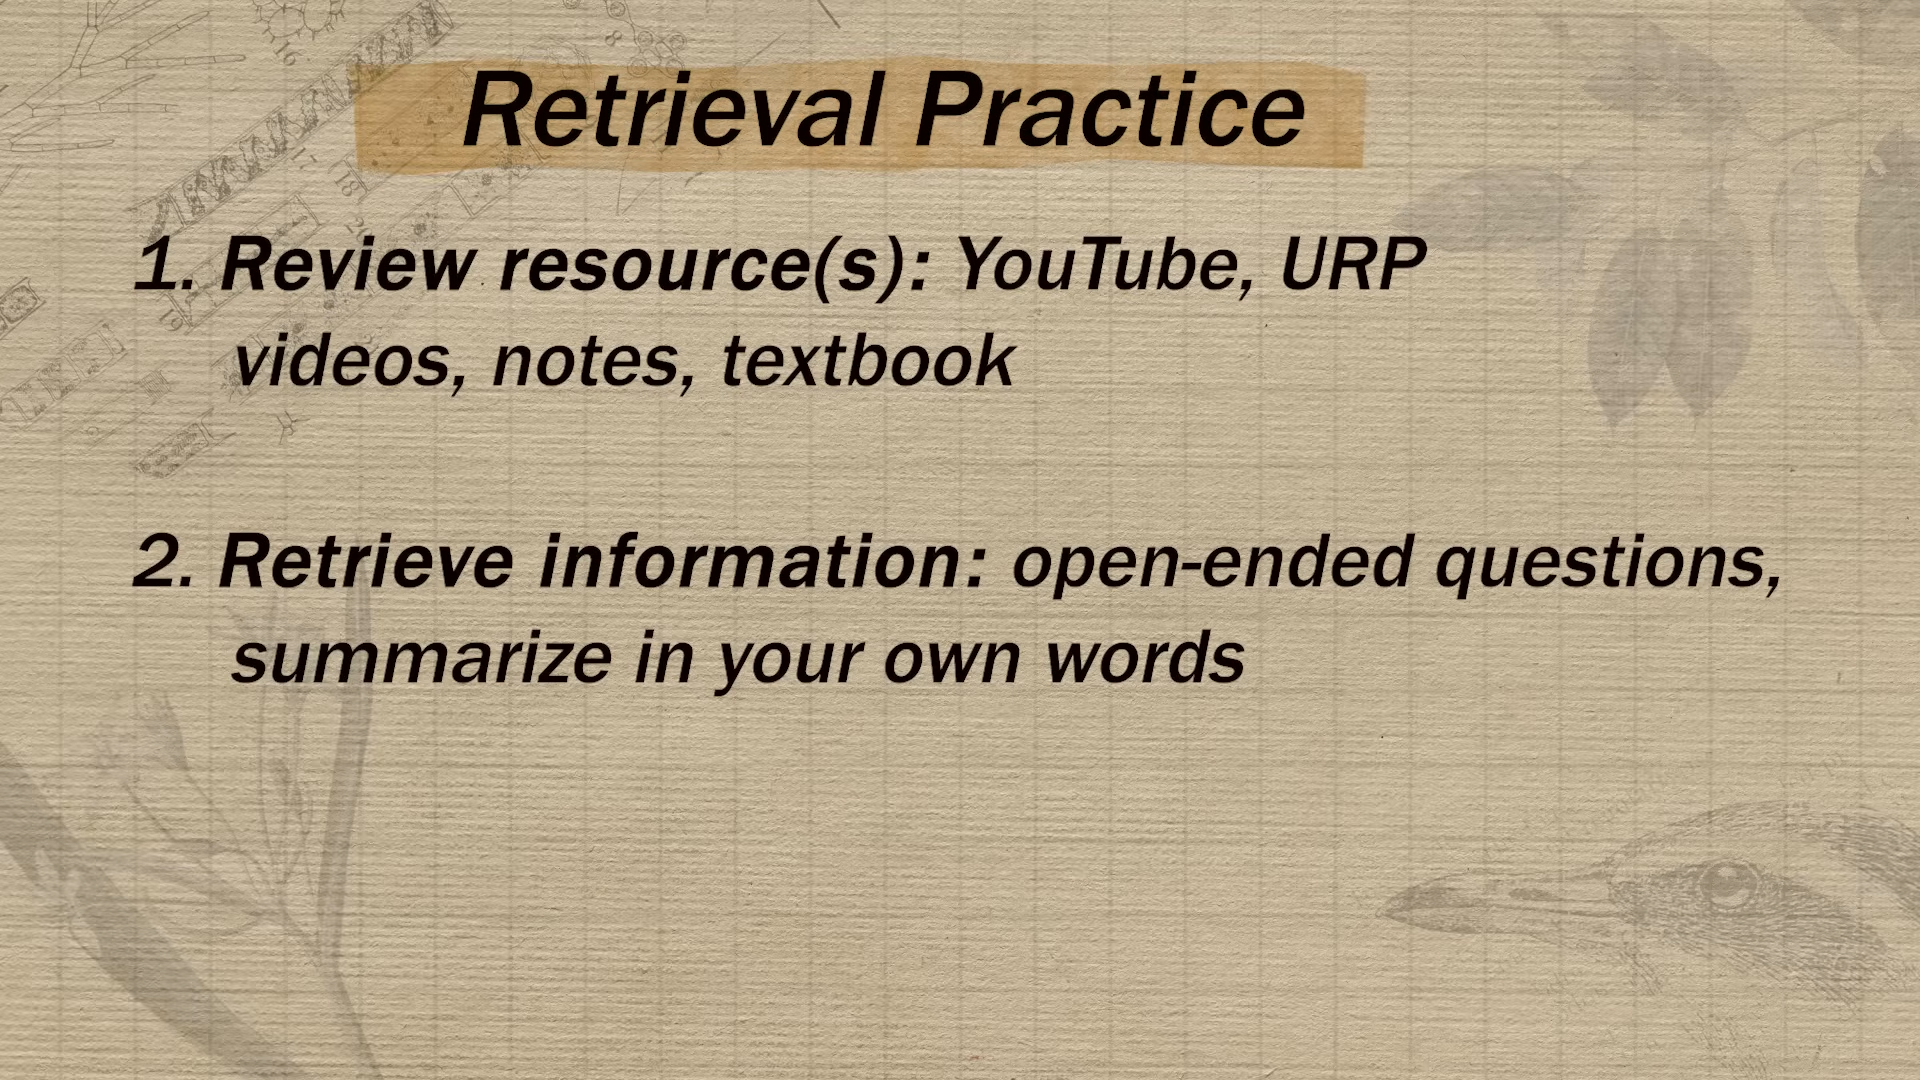 Retrieval Practice
1. Review resource(s): YouTube, URP
videos, notes, textbook
2. Retrieve information: open-ended questions,
summarize in your own words